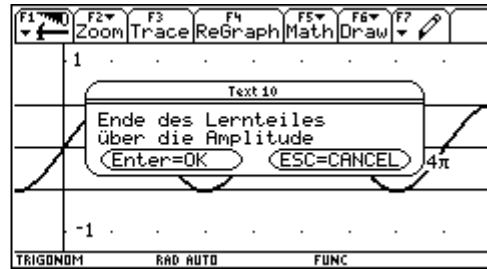 F1 F2 F3 F4 F5 F6 F7
Zoom Trace ReGraph Math Draw
1
Text 10
Ende des Lernteiles
über die Amplitude
Enter=OK ESC=CANCEL
4π
-1
TRIGONOM RAD AUTO FUNC